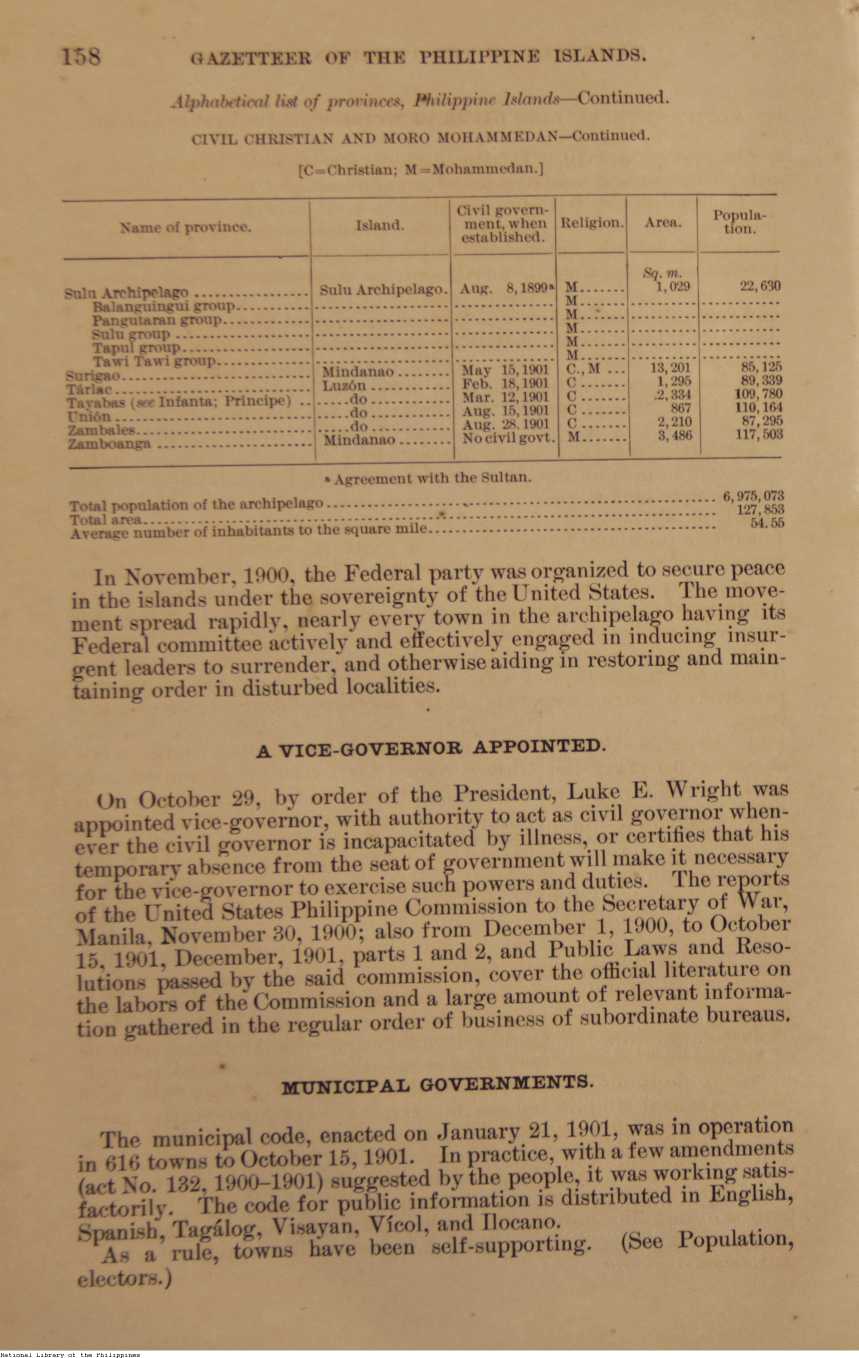 158 GAZETTEER OF THE PHILIPPINE ISLANDS.
Alphabetical list of provinces, Philippine Islands—Continued.
CIVIL CHRISTIAN AND MORO MOHAMMEDAN—Continued.
[C=Christian; M=Mohammedan.]
Name of province. Island. Civil government, when established. Religion. Area. Population.
Sq. m.
Sulu Archipelago ................ Sulu Archipelago. Aug. 8, 1899ᵃ M....... 1,029 22,630
Balanguingui group.......... .................. ............. M....... ........ ...........
Pangutaran group............ .................. ............. M....... ........ ...........
Sulu group .................. .................. ............. M....... ........ ...........
Tapul group.................. .................. ............. M....... ........ ...........
Tawi Tawi group............. .................. ............. M....... ........ ...........
Surigao.......................... Mindanao ........ May 15, 1901 C., M ... 13,201 85,125
Tárlac........................... Luzón ........... Feb. 18, 1901 C ....... 1,295 89,339
Tayabas (see Infanta; Principe) .. .....do ........... Mar. 12, 1901 C ....... 2,334 109,780
Unión ........................... .....do ........... Aug. 15, 1901 C ....... 867 110,164
Zambales......................... .....do ........... Aug. 28, 1901 C ....... 2,210 87,295
Zamboanga ...................... Mindanao ........ No civil govt. M....... 3,486 117,503
ᵃ Agreement with the Sultan.
Total population of the archipelago.................................................. 6,975,073
Total area........................................................................... 127,853
Average number of inhabitants to the square mile..................................... 54.55
In November, 1900, the Federal party was organized to secure peace
in the islands under the sovereignty of the United States. The move-
ment spread rapidly, nearly every town in the archipelago having its
Federal committee actively and effectively engaged in inducing insur-
gent leaders to surrender, and otherwise aiding in restoring and main-
taining order in disturbed localities.
A VICE-GOVERNOR APPOINTED.
On October 29, by order of the President, Luke E. Wright was
appointed vice-governor, with authority to act as civil governor when-
ever the civil governor is incapacitated by illness, or certifies that his
temporary absence from the seat of government will make it necessary
for the vice-governor to exercise such powers and duties. The reports
of the United States Philippine Commission to the Secretary of War,
Manila, November 30, 1900; also from December 1, 1900, to October
15, 1901, December, 1901, parts 1 and 2, and Public Laws and Reso-
lutions passed by the said commission, cover the official literature on
the labors of the Commission and a large amount of relevant informa-
tion gathered in the regular order of business of subordinate bureaus.
MUNICIPAL GOVERNMENTS.
The municipal code, enacted on January 21, 1901, was in operation
in 616 towns to October 15, 1901. In practice, with a few amendments
(act No. 132, 1900–1901) suggested by the people, it was working satis-
factorily. The code for public information is distributed in English,
Spanish, Tagálog, Visayan, Vícol, and Ilocano.
As a rule, towns have been self-supporting. (See Population,
electors.)
National Library of the Philippines